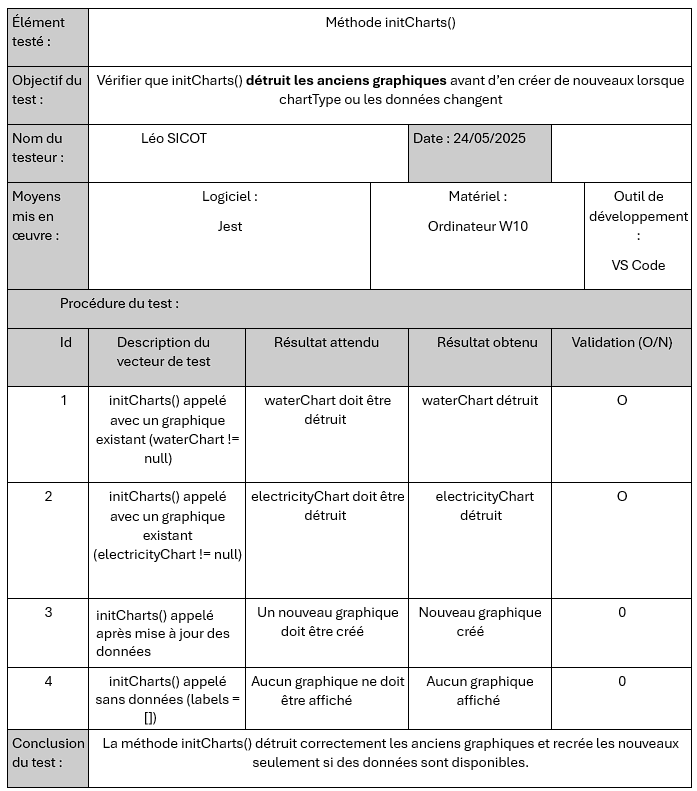 Élément
testé :
Méthode initCharts()
Objectif du
test :
Vérifier que initCharts() détruit les anciens graphiques avant d'en créer de nouveaux lorsque
chartType ou les données changent
Nom du
testeur :
Léo SICOT
Date : 24/05/2025
Moyens
mis en
œuvre :
Logiciel :
Jest
Matériel :
Ordinateur W10
Outil de
développement
:
VS Code
Procédure du test :
Id
Description du
vecteur de test
Résultat attendu
Résultat obtenu
Validation (O/N)
1
initCharts() appelé
avec un graphique
existant (waterChart !=
null)
waterChart doit être
détruit
waterChart détruit
O
2
initCharts() appelé
avec un graphique
existant
(electricityChart != null)
electricityChart doit être
détruit
electricityChart
détruit
O
3
initCharts() appelé
après mise à jour des
données
Un nouveau graphique
doit être créé
Nouveau graphique
créé
0
4
initCharts() appelé
sans données (labels =
[])
Aucun graphique ne doit
être affiché
Aucun graphique
affiché
0
Conclusion
du test :
La méthode initCharts() détruit correctement les anciens graphiques et recrée les nouveaux
seulement si des données sont disponibles.